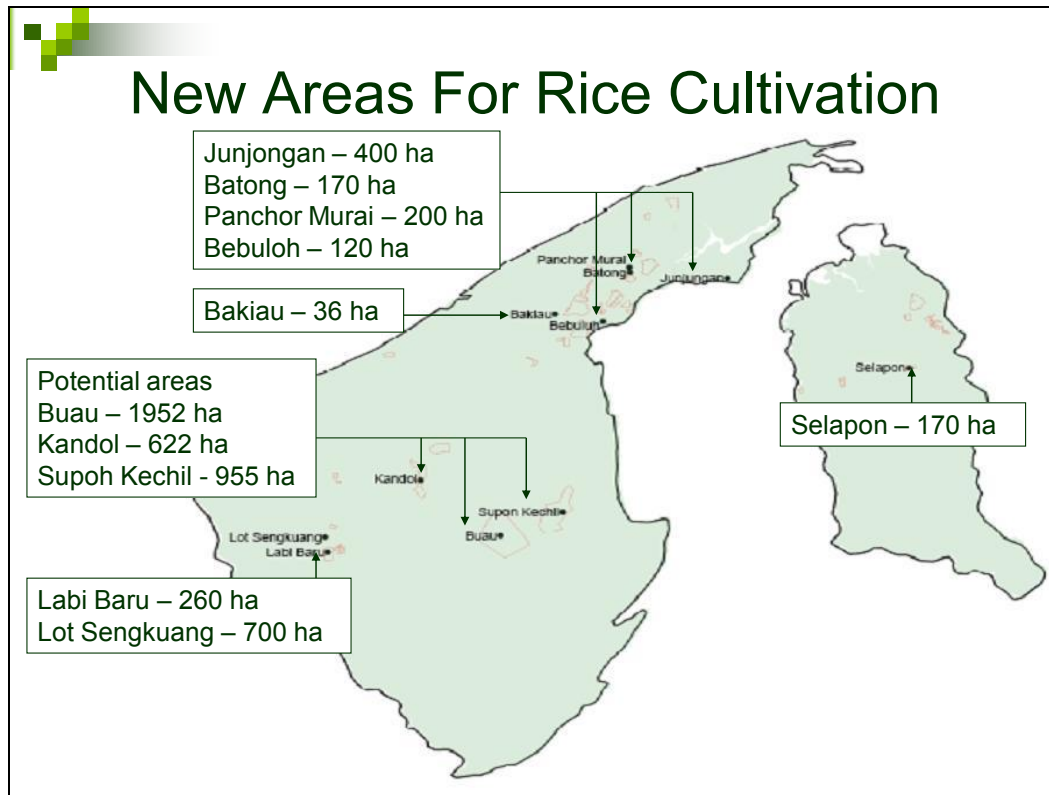 New Areas For Rice Cultivation
Junjongan – 400 ha
Batong – 170 ha
Panchor Murai – 200 ha
Bebuloh – 120 ha
Panchor Murai
Batong
Junjungan
Bakiau – 36 ha
Bakiau
Bebuluh
Potential areas
Buau – 1952 ha
Kandol – 622 ha
Supoh Kechil - 955 ha
Selapon
Selapon – 170 ha
Kandol
Supon Kechil
Buau
Lot Sengkuang
Labi Baru
Labi Baru – 260 ha
Lot Sengkuang – 700 ha